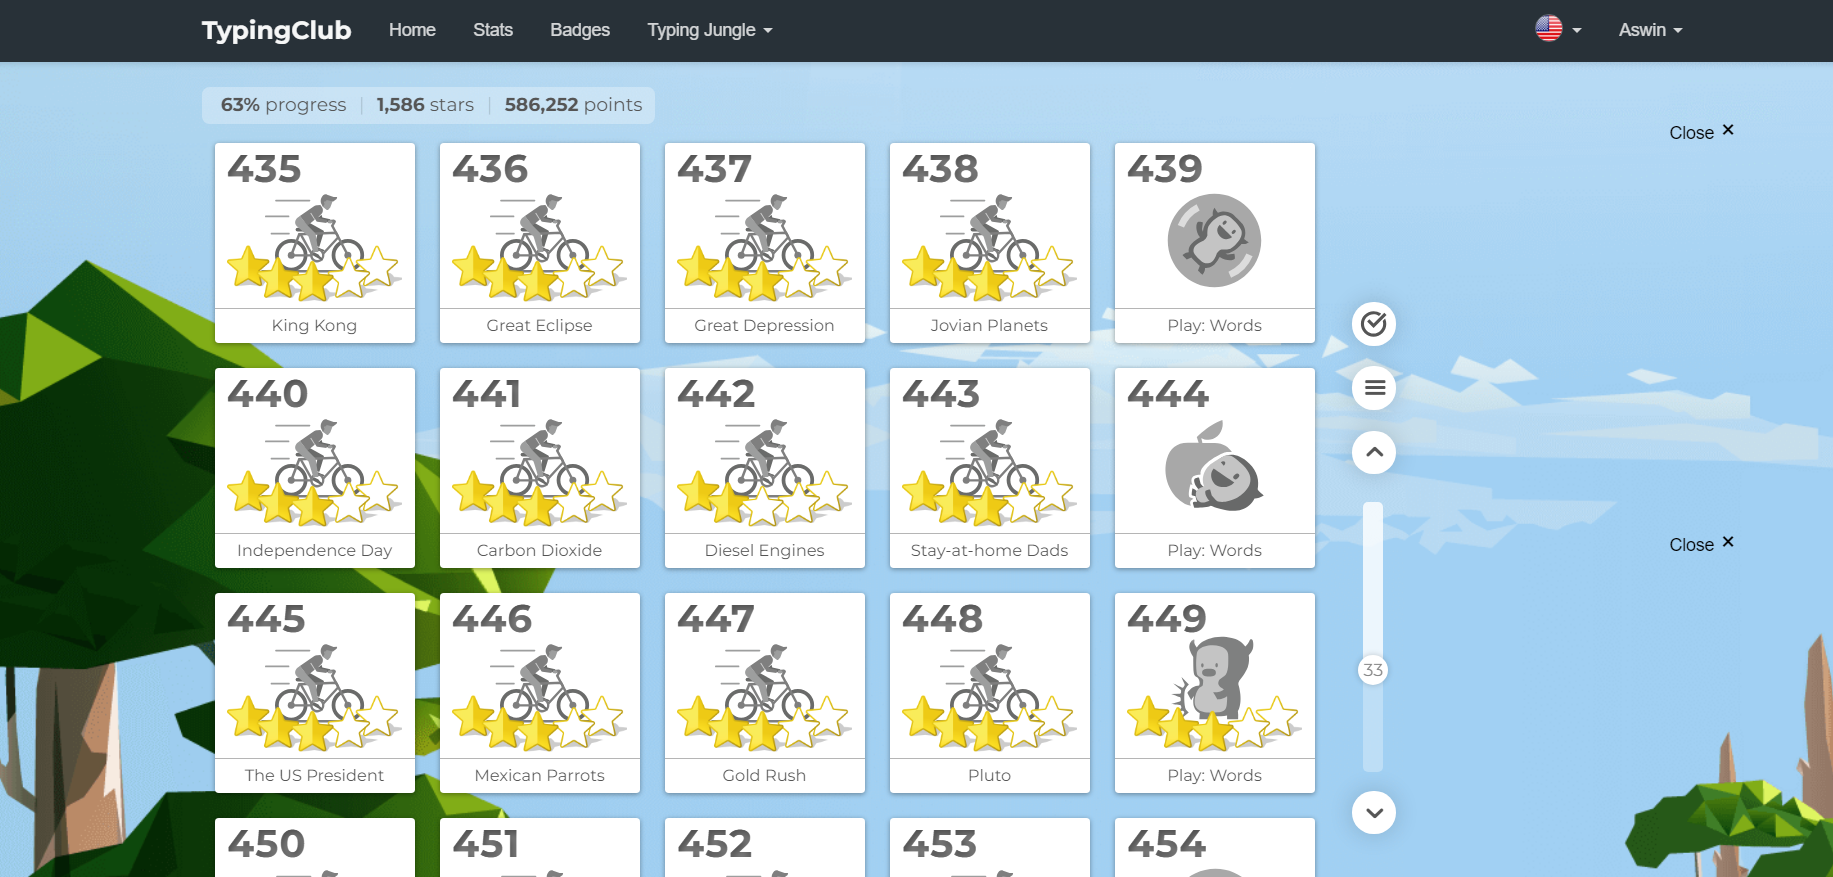 TypingClub Home Stats Badges Typing Jungle Aswin
63% progress 1,586 stars 586,252 points
Close ×
435 436 437 438 439
King Kong Great Eclipse Great Depression Jovian Planets Play: Words
440 441 442 443 444
Independence Day Carbon Dioxide Diesel Engines Stay-at-home Dads Play: Words
Close ×
445 446 447 448 449
33
The US President Mexican Parrots Gold Rush Pluto Play: Words
450 451 452 453 454